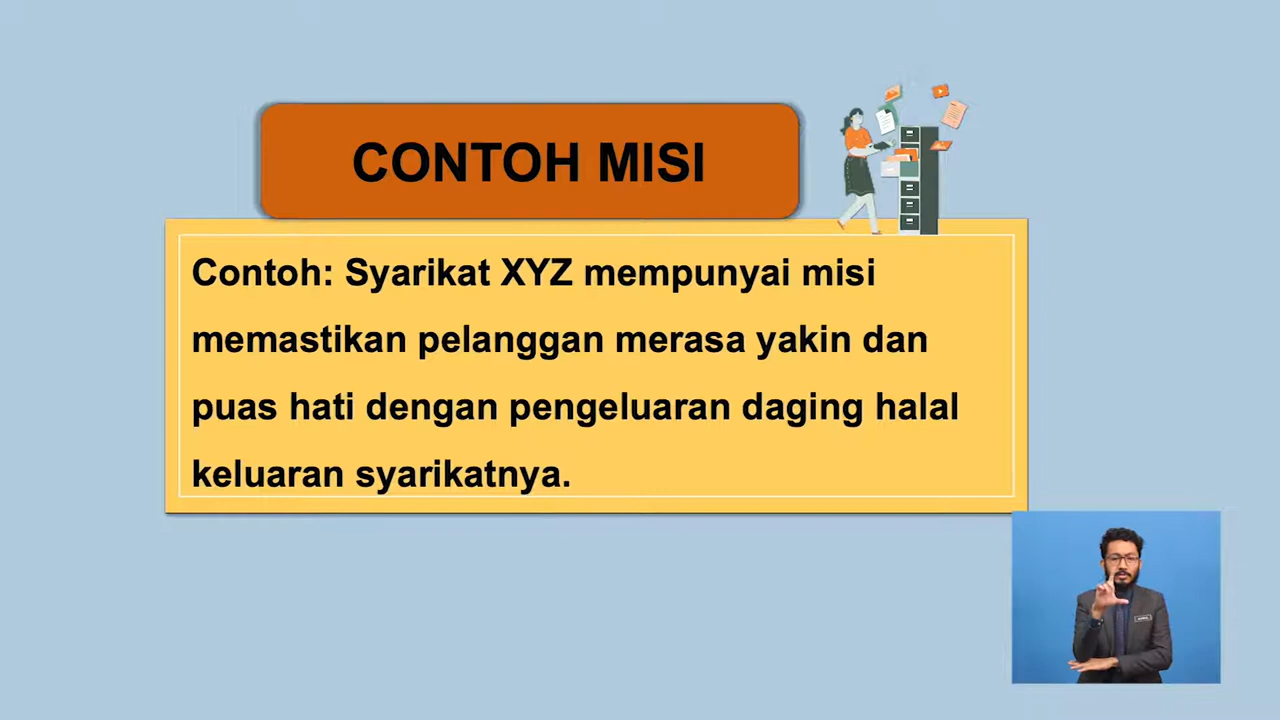 CONTOH MISI
Contoh: Syarikat XYZ mempunyai misi
memastikan pelanggan merasa yakin dan
puas hati dengan pengeluaran daging halal
keluaran syarikatnya.